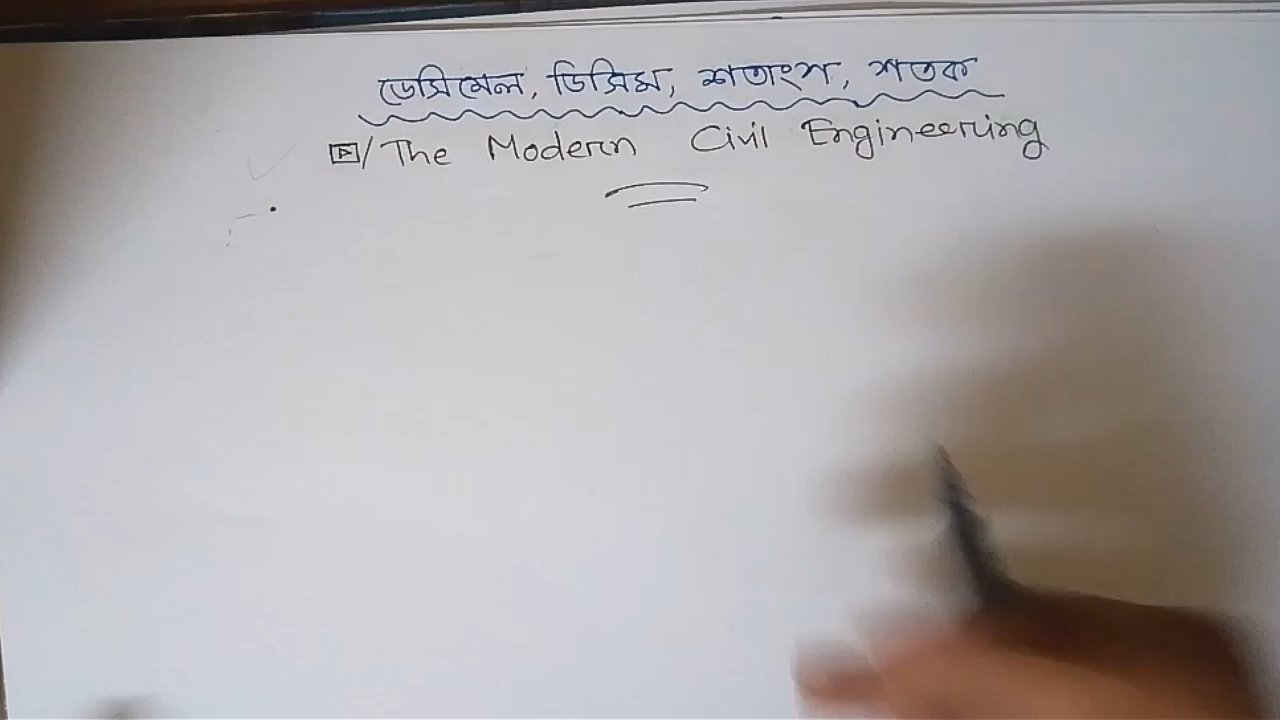 ডেসিমেল, ডিসিম, শতাংশ, শতক
/The Modern Civil Engineering